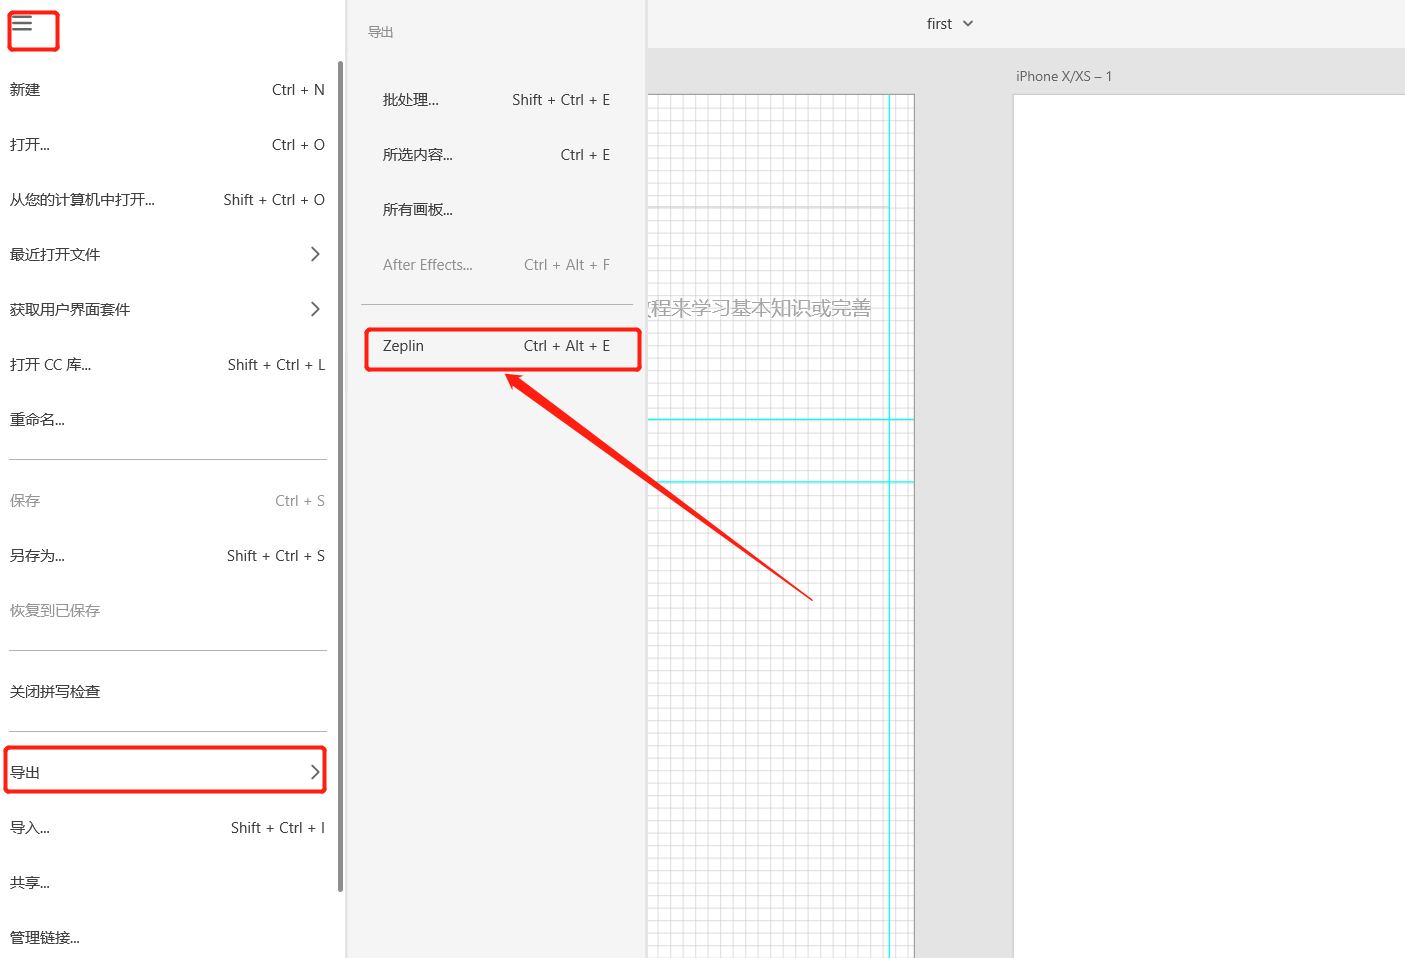 新建 Ctrl + N
打开... Ctrl + O
从您的计算机中打开... Shift + Ctrl + O
最近打开文件
获取用户界面套件
打开 CC 库... Shift + Ctrl + L
重命名...
保存 Ctrl + S
另存为... Shift + Ctrl + S
恢复到已保存
关闭拼写检查
导出
导入... Shift + Ctrl + I
共享...
管理链接...
导出
批处理... Shift + Ctrl + E
所选内容... Ctrl + E
所有画板...
After Effects... Ctrl + Alt + F
Zeplin Ctrl + Alt + E
first
iPhone X/XS – 1
程来学习基本知识或完善